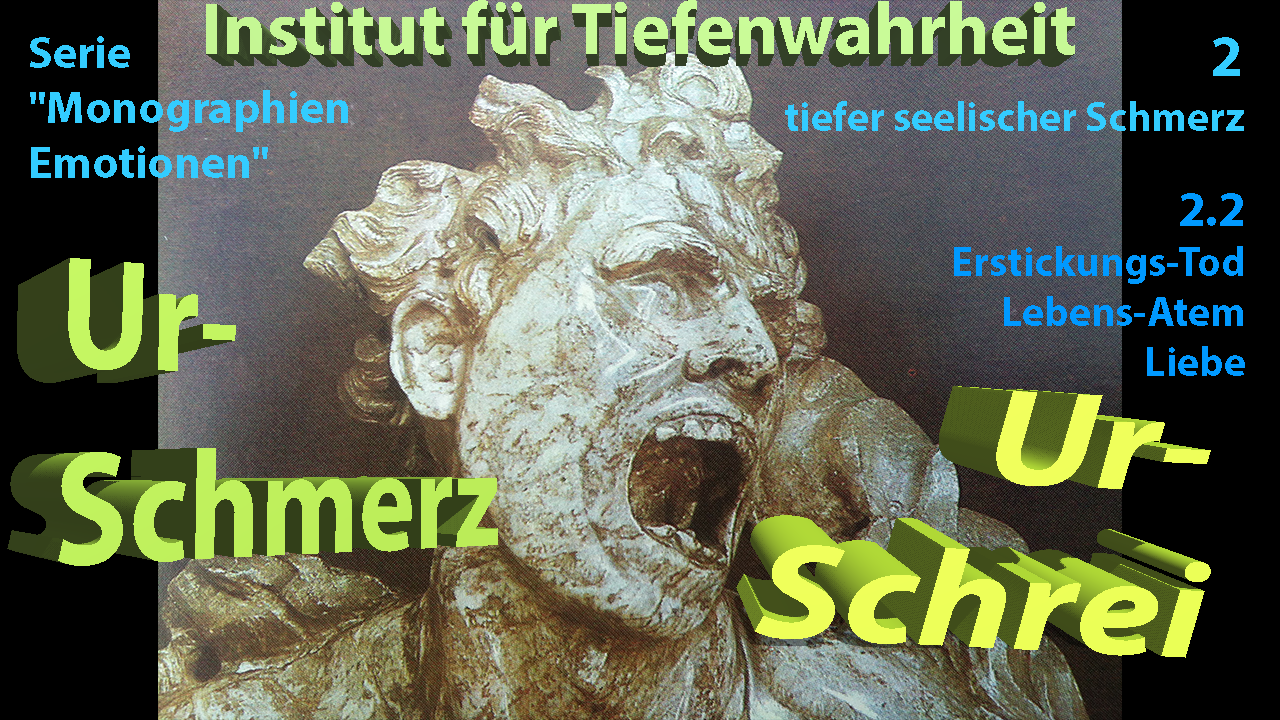 Institut für Tiefenwahrheit
Serie
"Monographien
Emotionen"
2
tiefer seelischer Schmerz
2.2
Erstickungs-Tod
Lebens-Atem
Liebe
Ur-
Schmerz
Ur-
Schrei